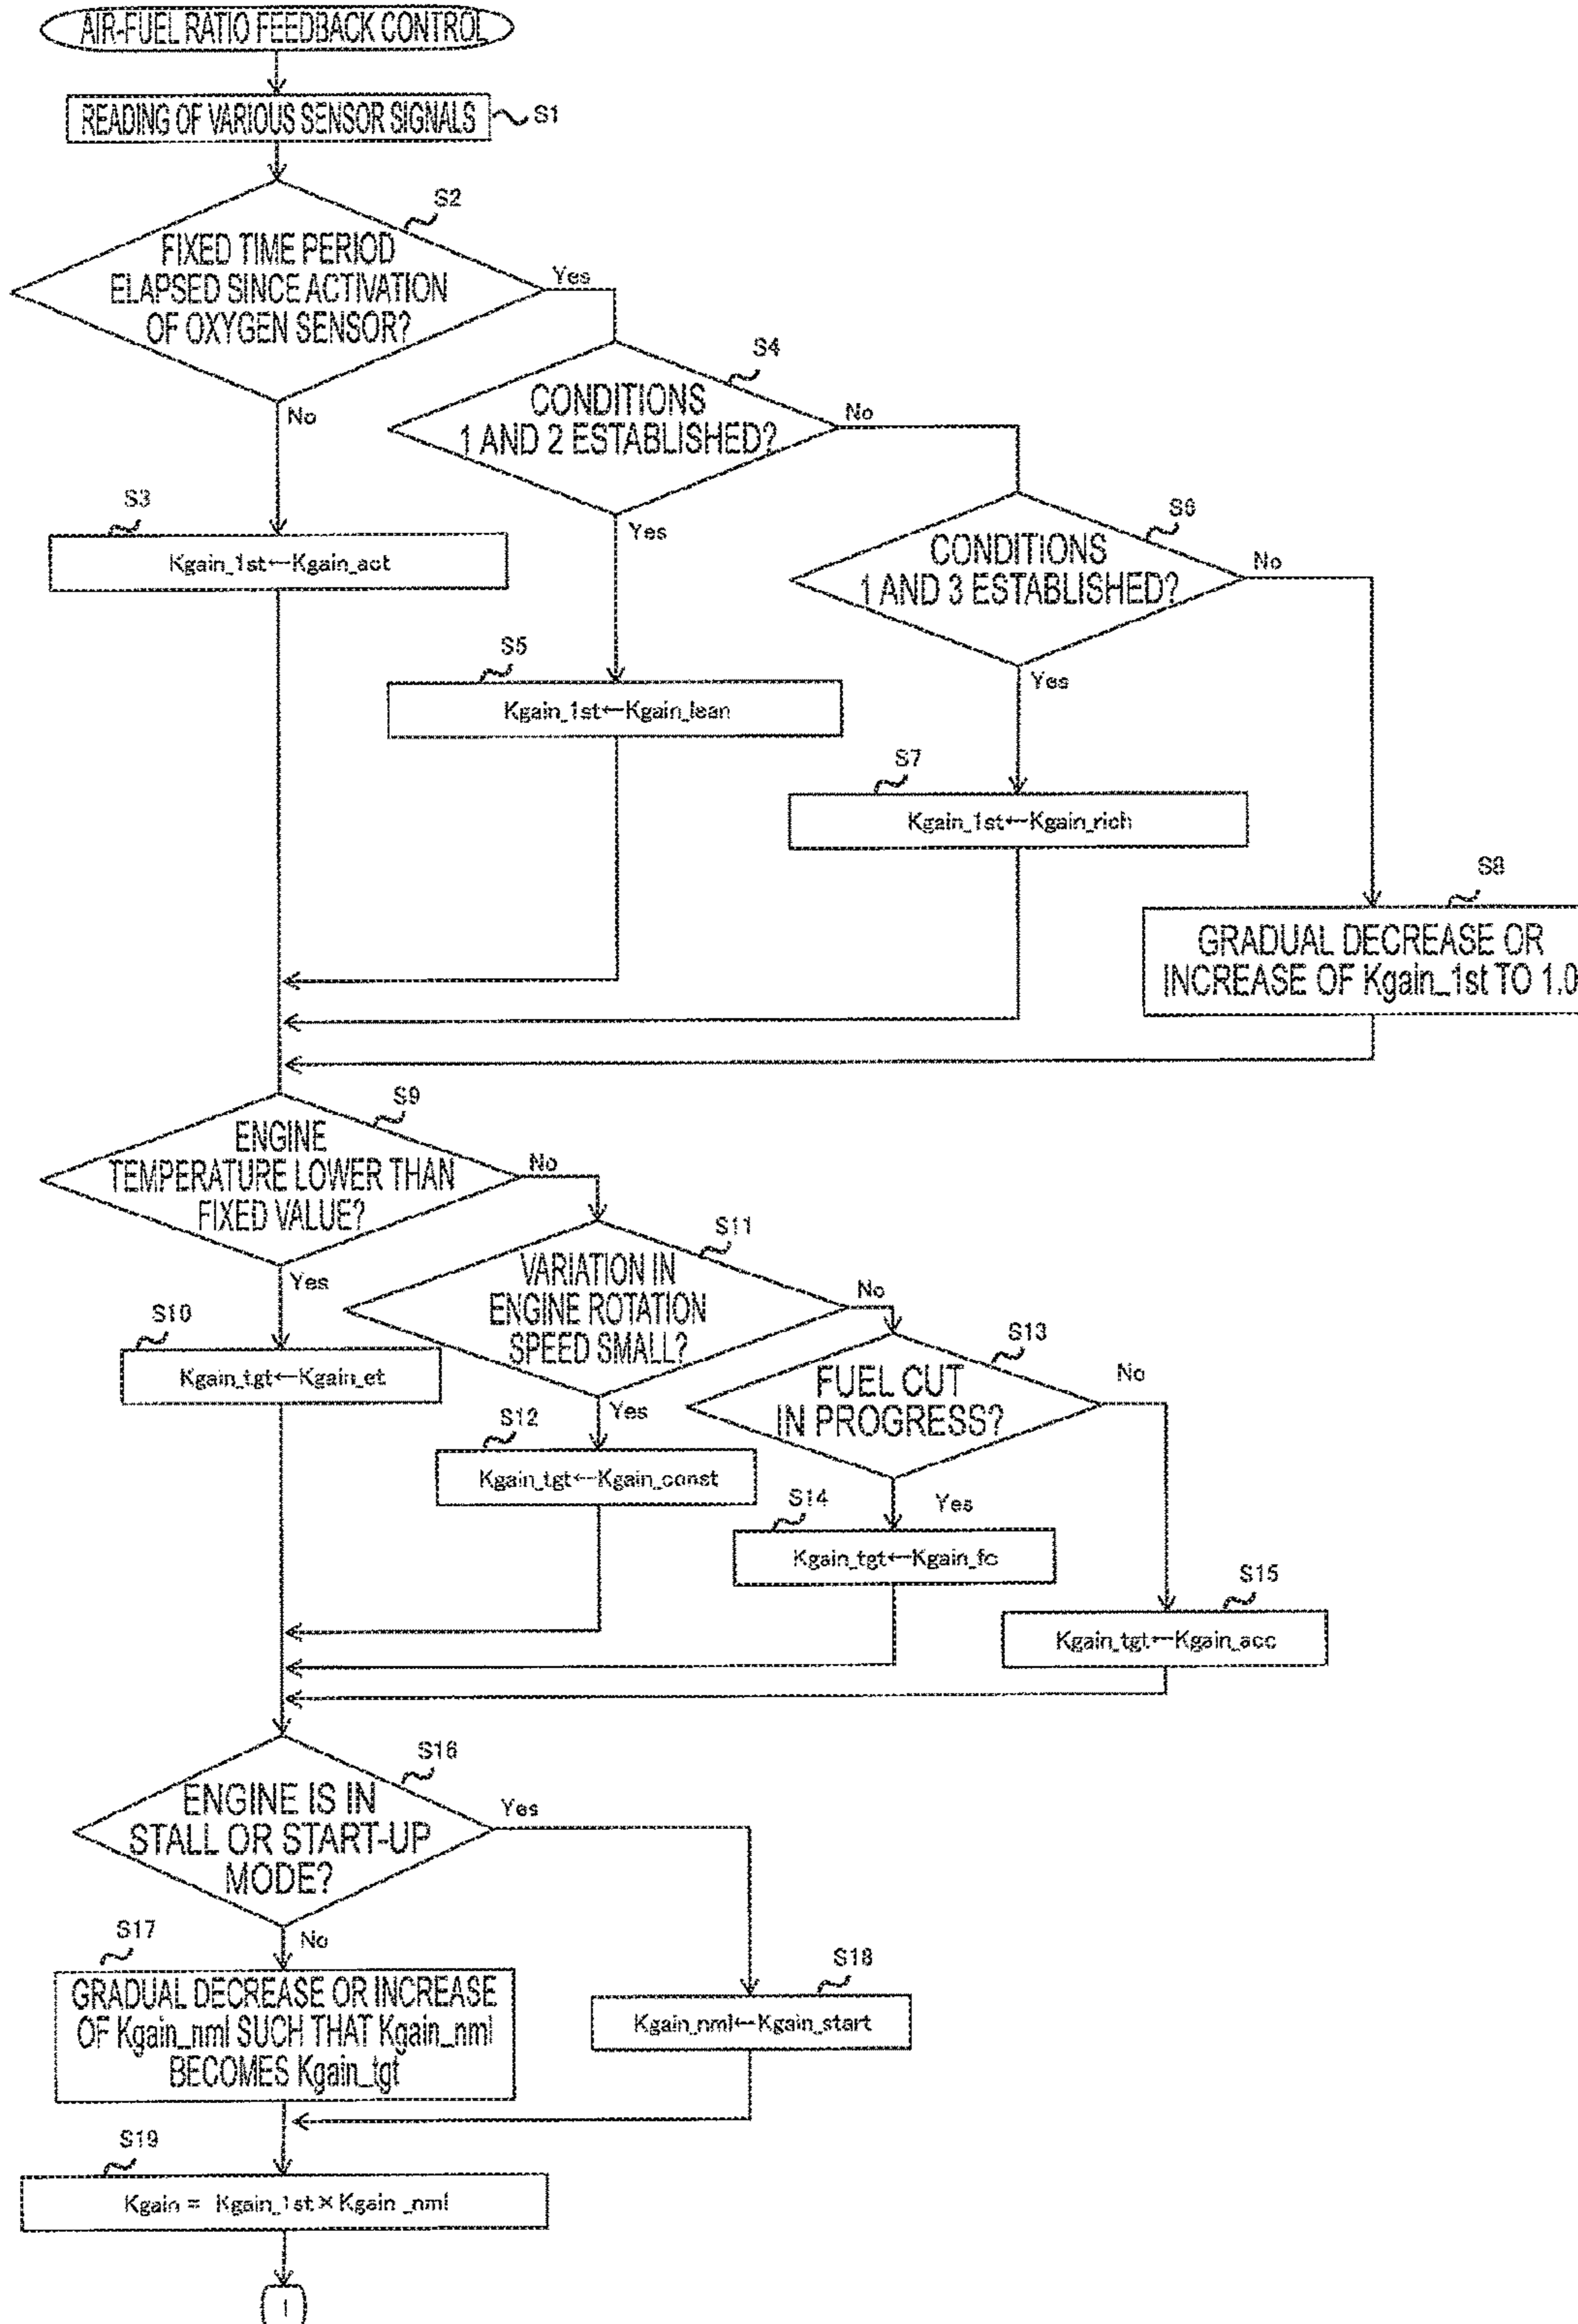 AIR-FUEL RATIO FEEDBACK CONTROL
READING OF VARIOUS SENSOR SIGNALS
S1
S2
FIXED TIME PERIOD
ELAPSED SINCE ACTIVATION
OF OXYGEN SENSOR?
Yes
No
S4
CONDITIONS
1 AND 2 ESTABLISHED?
No
Yes
S3
Kgain_1st←Kgain_act
S6
CONDITIONS
1 AND 3 ESTABLISHED?
No
Yes
S5
Kgain_1st←Kgain_lean
S7
Kgain_1st←Kgain_rich
S8
GRADUAL DECREASE OR
INCREASE OF Kgain_1st TO 1.0
S9
ENGINE
TEMPERATURE LOWER THAN
FIXED VALUE?
No
Yes
S11
VARIATION IN
ENGINE ROTATION
SPEED SMALL?
No
Yes
S10
Kgain_tgt←Kgain_et
S13
FUEL CUT
IN PROGRESS?
No
Yes
S12
Kgain_tgt←Kgain_const
S14
Kgain_tgt←Kgain_fc
S15
Kgain_tgt←Kgain_acc
S16
ENGINE IS IN
STALL OR START-UP
MODE?
Yes
No
S17
GRADUAL DECREASE OR INCREASE
OF Kgain_nml SUCH THAT Kgain_nml
BECOMES Kgain_tgt
S18
Kgain_nml←Kgain_start
S19
Kgain = Kgain_1st×Kgain_nml
1